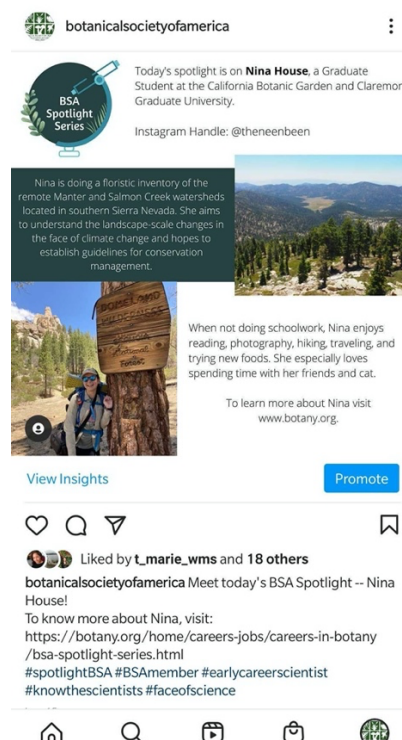 botanicalsocietyofamerica
BSA
Spotlight
Series
Today's spotlight is on Nina House, a Graduate
Student at the California Botanic Garden and Claremon
Graduate University.
Instagram Handle: @theneenbeen
Nina is doing a floristic inventory of the
remote Manter and Salmon Creek watersheds
located in southern Sierra Nevada. She aims
to understand the landscape-scale changes in
the face of climate change and hopes to
establish guidelines for conservation
management.
DOMELAND
WILDERNESS
National
Forest
When not doing schoolwork, Nina enjoys
reading, photography, hiking, traveling, and
trying new foods. She especially loves
spending time with her friends and cat.
To learn more about Nina visit
www.botany.org.
View Insights
Promote
Liked by t_marie_wms and 18 others
botanicalsocietyofamerica Meet today's BSA Spotlight -- Nina
House!
To know more about Nina, visit:
https://botany.org/home/careers-jobs/careers-in-botany
/bsa-spotlight-series.html
#spotlightBSA #BSAmember #earlycareerscientist
#knowthescientists #faceofscience